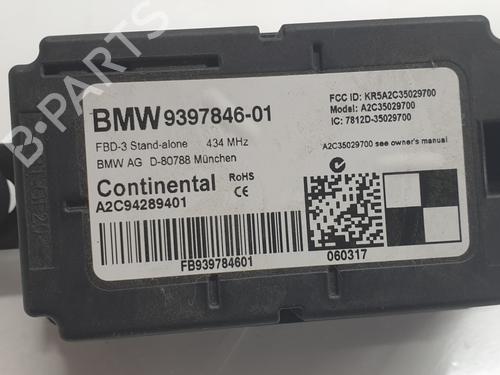 BMW 9397846-01
FBD-3 Stand-alone 434 MHz
BMW AG D-80788 München
Continental RoHS
A2C94289401 CE
FCC ID: KR5A2C35029700
Model: A2C35029700
IC: 7812D-35029700
A2C35029700 see owner's manual
FB939784601
060317
B-PARTS